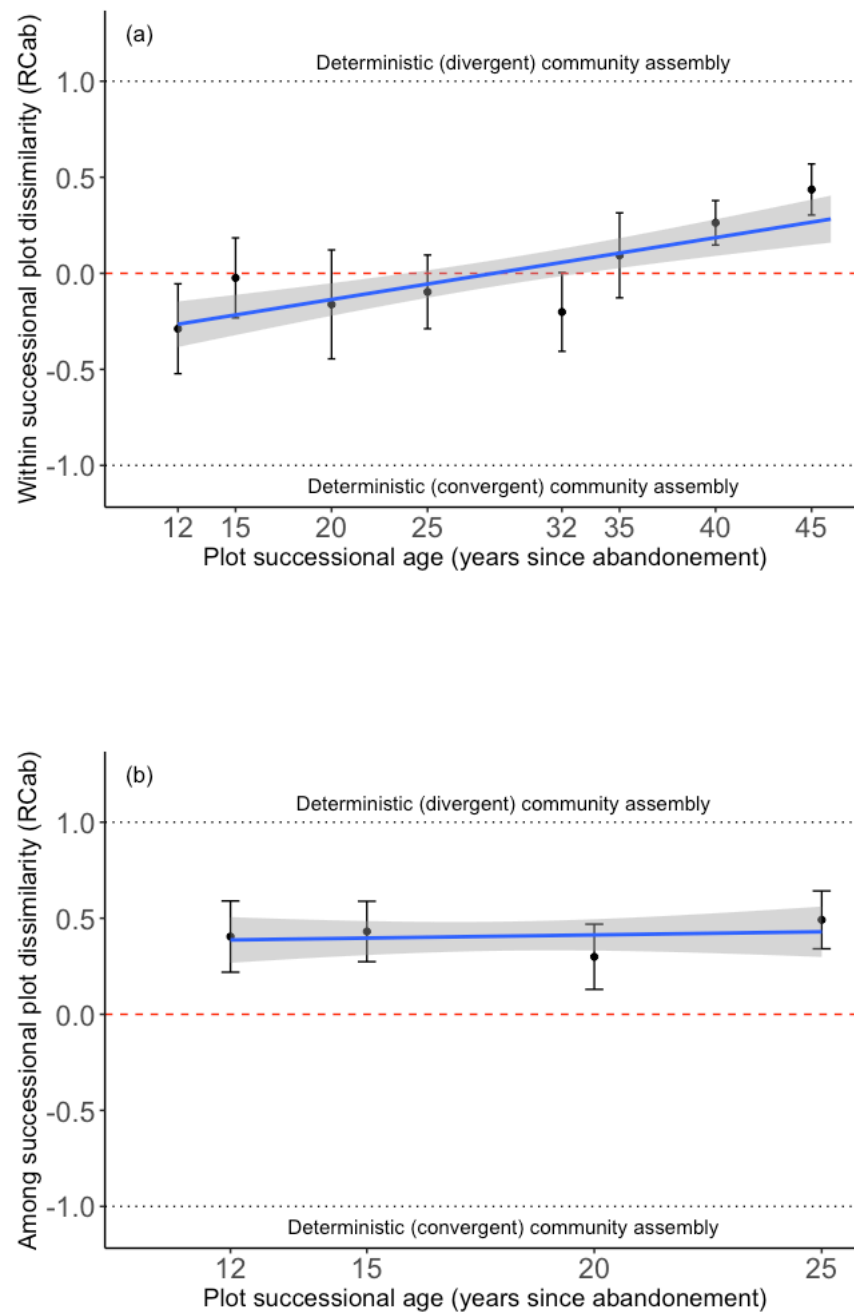 (a)
Deterministic (divergent) community assembly
Within successional plot dissimilarity (RCab)
1.0
0.5
0.0
-0.5
-1.0
Deterministic (convergent) community assembly
12 15 20 25 32 35 40 45
Plot successional age (years since abandonement)
(b)
Deterministic (divergent) community assembly
Among successional plot dissimilarity (RCab)
1.0
0.5
0.0
-0.5
-1.0
Deterministic (convergent) community assembly
12 15 20 25
Plot successional age (years since abandonement)